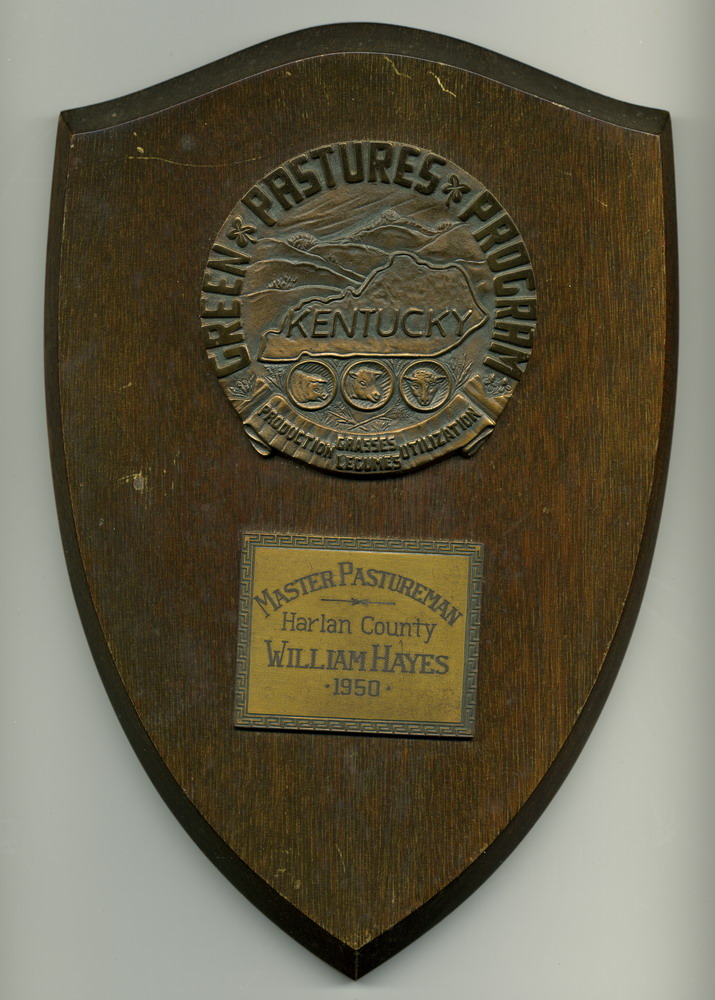 GREEN PASTURES PROGRAM
KENTUCKY
PRODUCTION GRASSES UTILIZATION
LEGUMES
MASTER PASTUREMAN
Harlan County
WILLIAM HAYES
·1950·